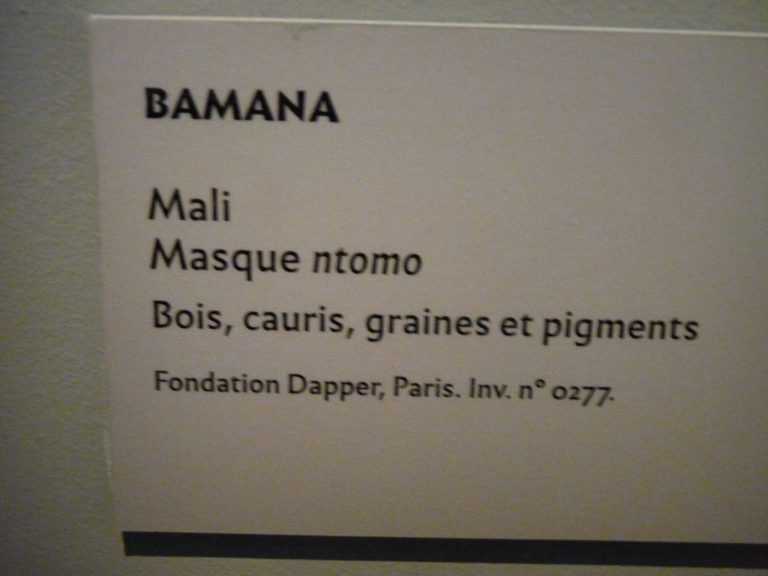 BAMANA
Mali
Masque ntomo
Bois, cauris, graines et pigments
Fondation Dapper, Paris. Inv. n° 0277.